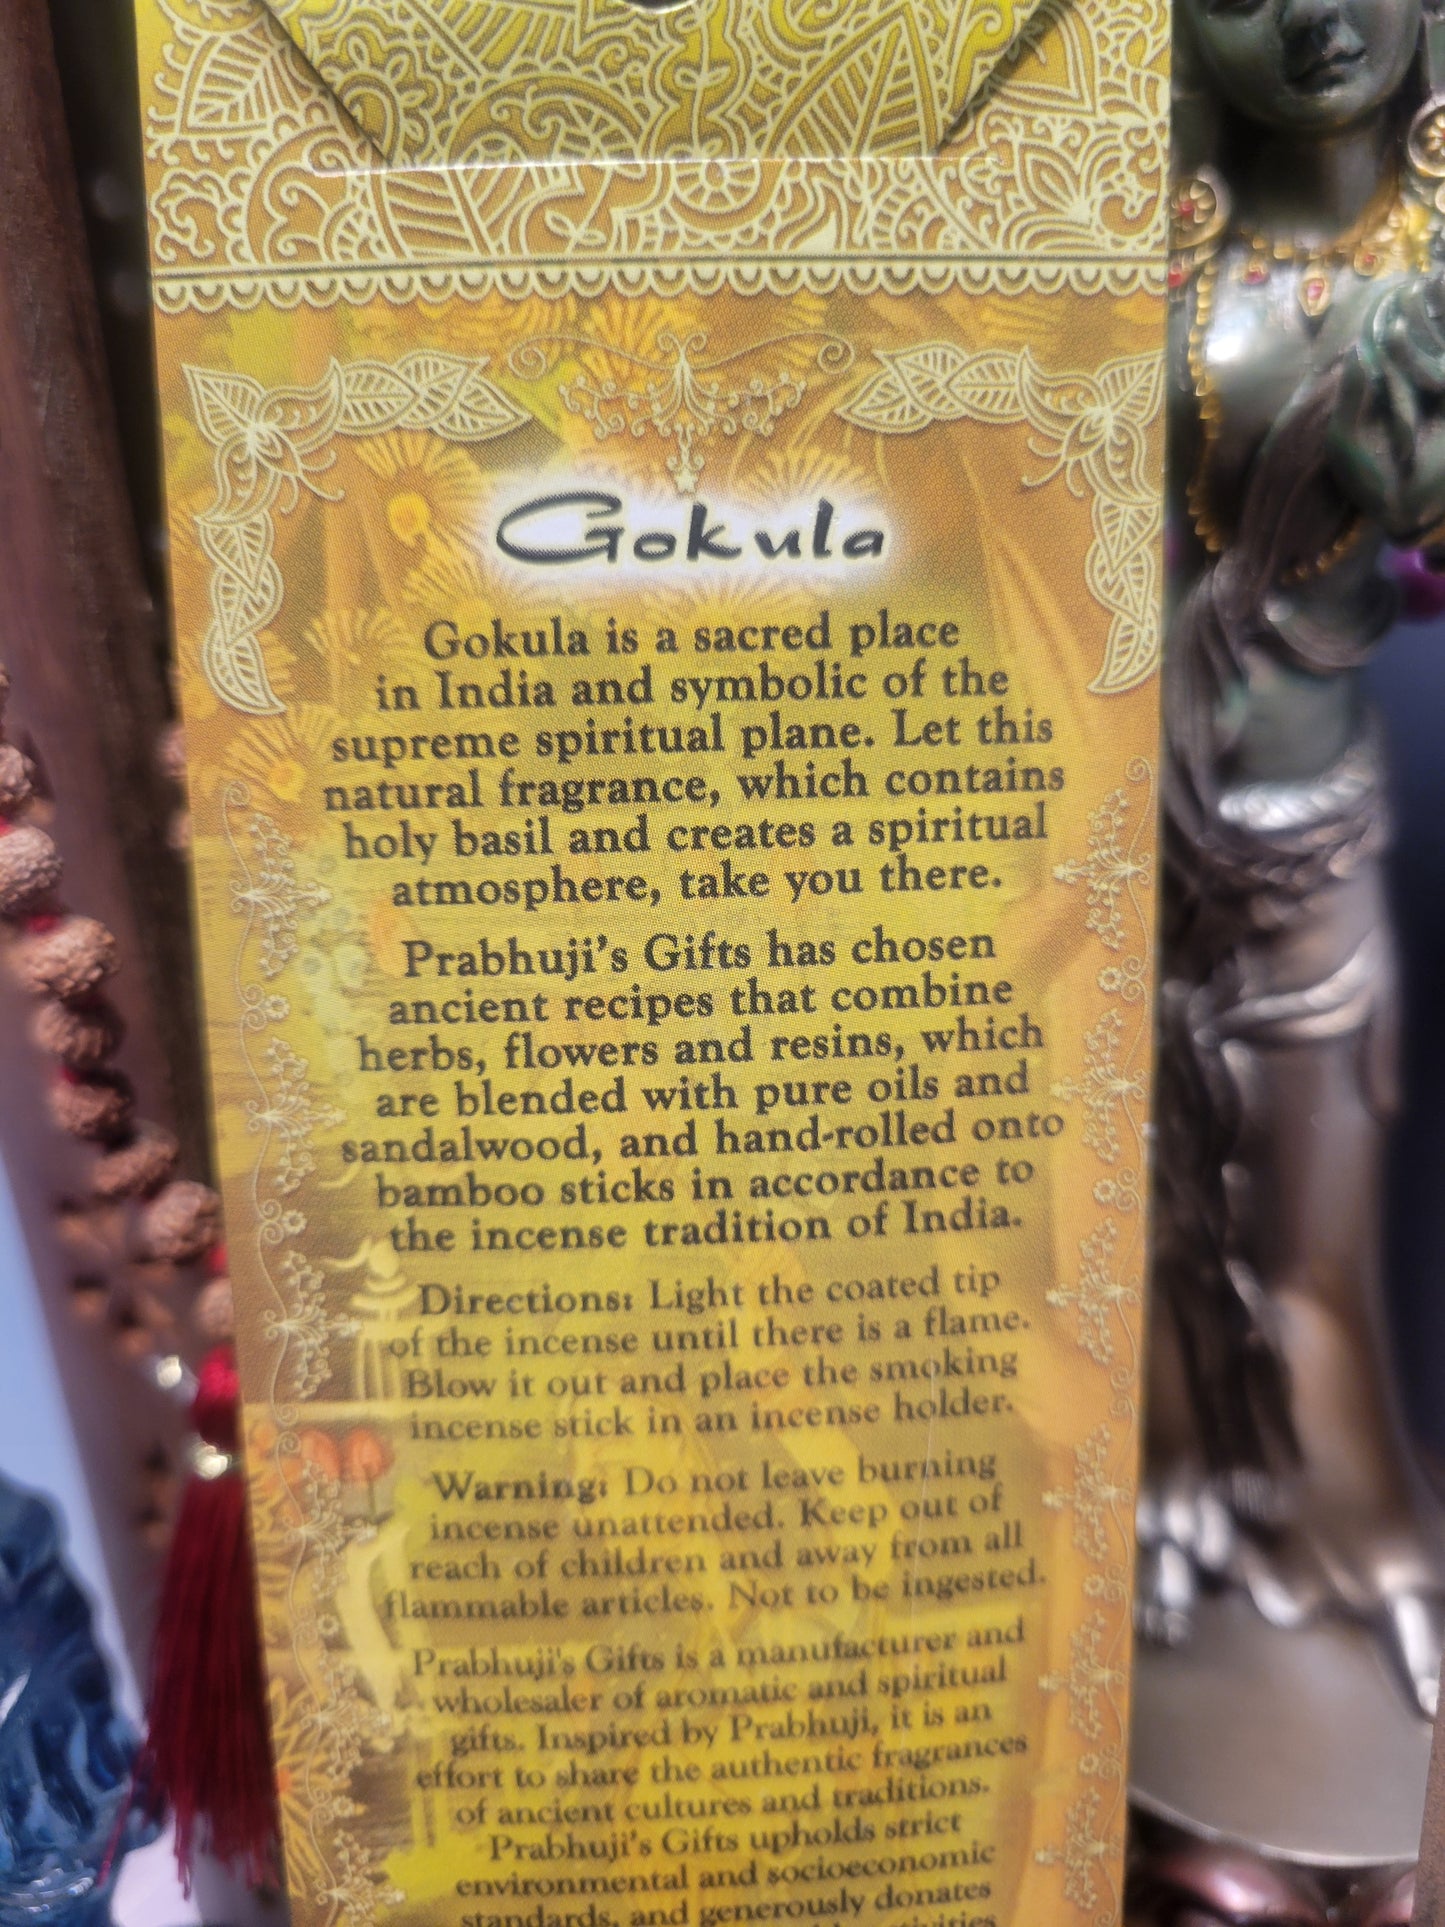 Gokula
Gokula is a sacred place
in India and symbolic of the
supreme spiritual plane. Let this
natural fragrance, which contains
holy basil and creates a spiritual
atmosphere, take you there.
Prabhuji's Gifts has chosen
ancient recipes that combine
herbs, flowers and resins, which
are blended with pure oils and
sandalwood, and hand-rolled onto
bamboo sticks in accordance to
the incense tradition of India.
Directions: Light the coated tip
of the incense until there is a flame.
Blow it out and place the smoking
incense stick in an incense holder.
Warning: Do not leave burning
incense unattended. Keep out of
reach of children and away from all
flammable articles. Not to be ingested.
Prabhuji's Gifts is a manufacturer and
wholesaler of aromatic and spiritual
gifts. Inspired by Prabhuji, it is an
effort to share the authentic fragrances
of ancient cultures and traditions.
Prabhuji's Gifts upholds strict
environmental and socioeconomic
standards, and generously donates